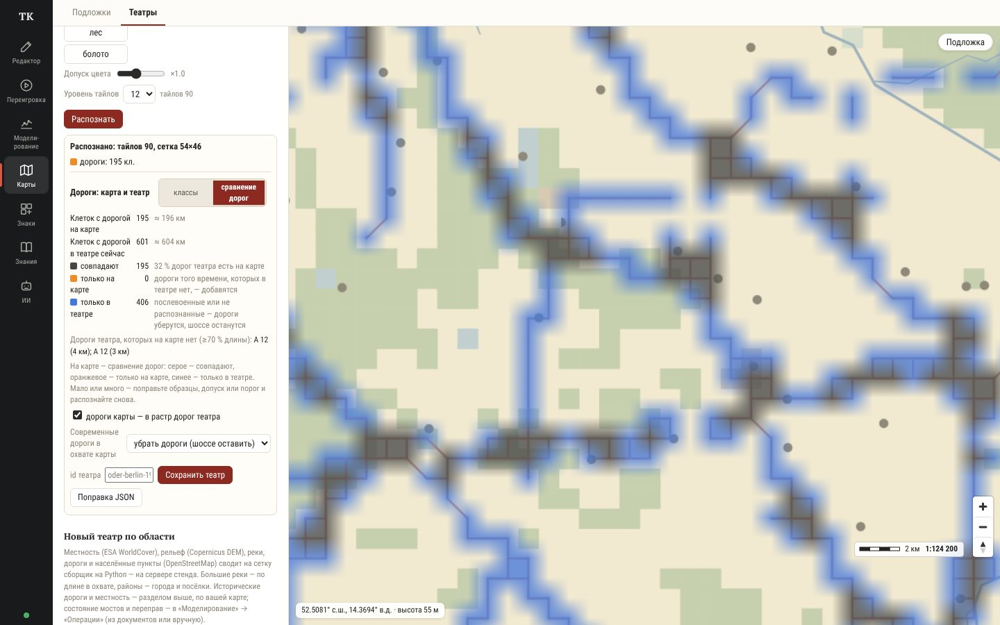 ТК
Редактор
Переигровка
Модели-
рование
Карты
Знаки
Знания
ИИ
Подложки
Театры
лес
болото
Допуск цвета
×1.0
Уровень тайлов
12
тайлов 90
Распознать
Распознано: тайлов 90, сетка 54×46
дороги: 195 кл.
Дороги: карта и театр
классы
сравнение
дорог
Клеток с дорогой 195 ≈ 196 км
на карте
Клеток с дорогой 601 ≈ 604 км
в театре сейчас
совпадают 195 32 % дорог театра есть на карте
только на 0 дороги того времени, которых в
карте театре нет, — добавятся
только в 406 послевоенные или не
театре распознанные — дороги
уберутся, шоссе останутся
Дороги театра, которых на карте нет (≥70 % длины): A 12
(4 км); A 12 (3 км)
На карте — сравнение дорог: серое — совпадают,
оранжевое — только на карте, синее — только в театре.
Мало или много — поправьте образцы, допуск или порог и
распознайте снова.
дороги карты — в растр дорог театра
Современные
дороги в
охвате карты
убрать дороги (шоссе оставить)
id театра
oder-berlin-19
Сохранить театр
Поправка JSON
Новый театр по области
Местность (ESA WorldCover), рельеф (Copernicus DEM), реки,
дороги и населённые пункты (OpenStreetMap) сводит на сетку
сборщик на Python — на сервере стенда. Большие реки — по
длине в охвате, районы — города и посёлки. Исторические
дороги и местность — разделом выше, по вашей карте;
состояние мостов и переправ — в «Моделирование» →
«Операции» (из документов или вручную).
Подложка
2 км 1:124 200
52.5081° с.ш., 14.3694° в.д. · высота 55 м